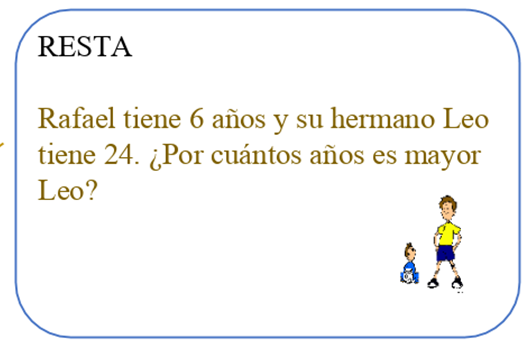 RESTA
Rafael tiene 6 años y su hermano Leo
tiene 24. ¿Por cuántos años es mayor
Leo?